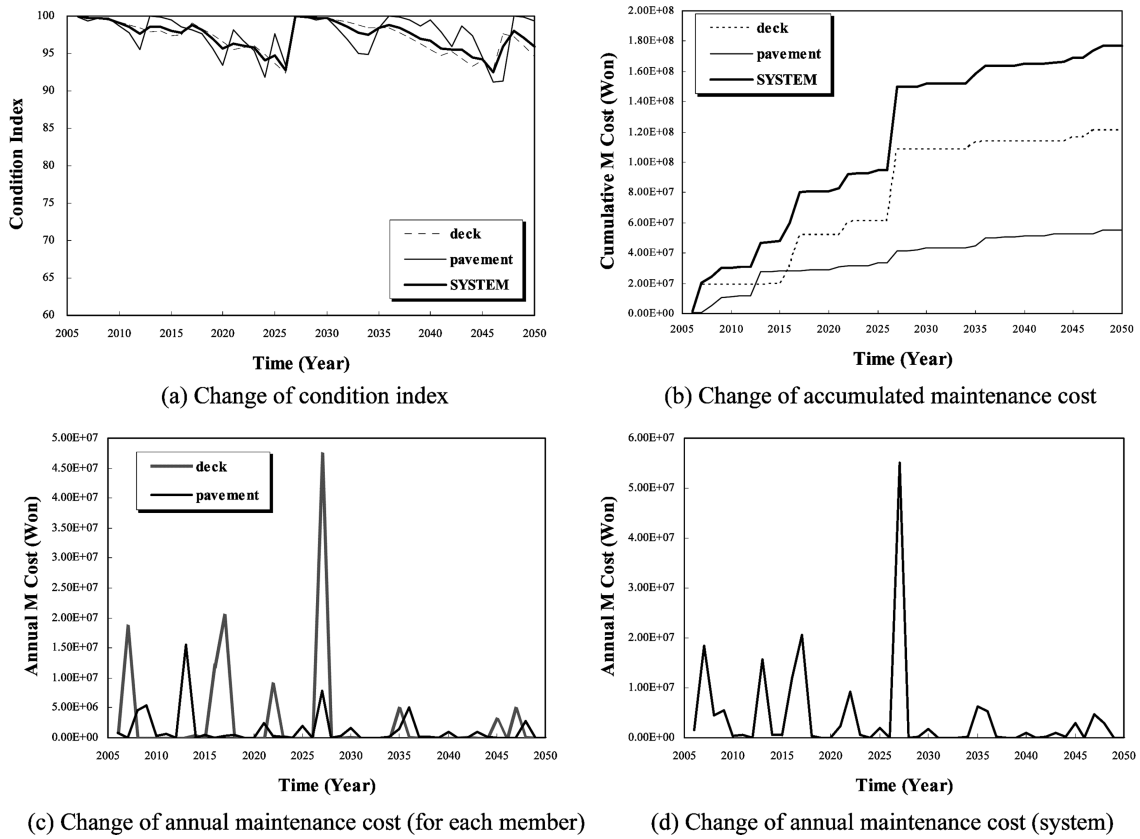 100
95
90
85
80
75
70
65
60
Condition Index
deck
pavement
SYSTEM
2005 2010 2015 2020 2025 2030 2035 2040 2045 2050
Time (Year)
(a) Change of condition index
2.00E+08
1.80E+08
1.60E+08
1.40E+08
1.20E+08
1.00E+08
8.00E+07
6.00E+07
4.00E+07
2.00E+07
0.00E+00
Cumulative M Cost (Won)
deck
pavement
SYSTEM
2005 2010 2015 2020 2025 2030 2035 2040 2045 2050
Time (Year)
(b) Change of accumulated maintenance cost
5.00E+07
4.50E+07
4.00E+07
3.50E+07
3.00E+07
2.50E+07
2.00E+07
1.50E+07
1.00E+07
5.00E+06
0.00E+00
Annual M Cost (Won)
deck
pavement
2005 2010 2015 2020 2025 2030 2035 2040 2045 2050
Time (Year)
(c) Change of annual maintenance cost (for each member)
6.00E+07
5.00E+07
4.00E+07
3.00E+07
2.00E+07
1.00E+07
0.00E+00
Annual M Cost (Won)
2005 2010 2015 2020 2025 2030 2035 2040 2045 2050
Time (Year)
(d) Change of annual maintenance cost (system)